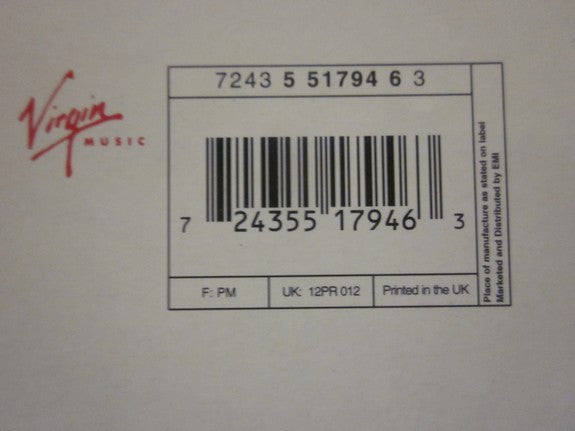 Virgin
MUSIC
7243 5 51794 6 3
7 24355 17946 3
F: PM
UK: 12PR 012
Printed in the UK
Place of manufacture as stated on label
Marketed and Distributed by EMI